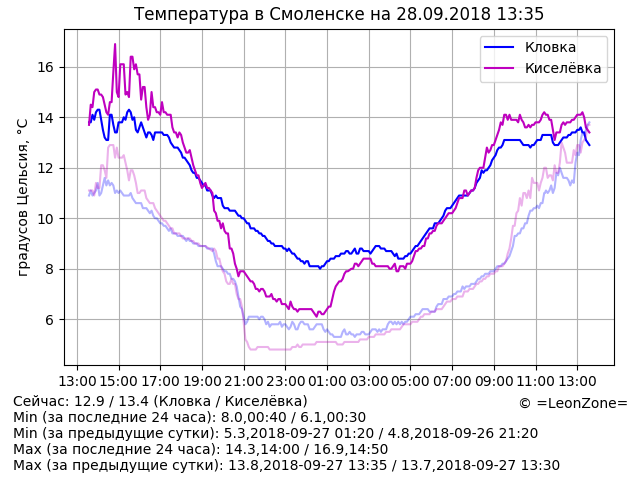 Температура в Смоленске на 28.09.2018 13:35
Кловка
Киселёвка
градусов Цельсия, °C
16
14
12
10
8
6
13:00 15:00 17:00 19:00 21:00 23:00 01:00 03:00 05:00 07:00 09:00 11:00 13:00
Сейчас: 12.9 / 13.4 (Кловка / Киселёвка)
© =LeonZone=
Min (за последние 24 часа): 8.0,00:40 / 6.1,00:30
Min (за предыдущие сутки): 5.3,2018-09-27 01:20 / 4.8,2018-09-26 21:20
Max (за последние 24 часа): 14.3,14:00 / 16.9,14:50
Max (за предыдущие сутки): 13.8,2018-09-27 13:35 / 13.7,2018-09-27 13:30